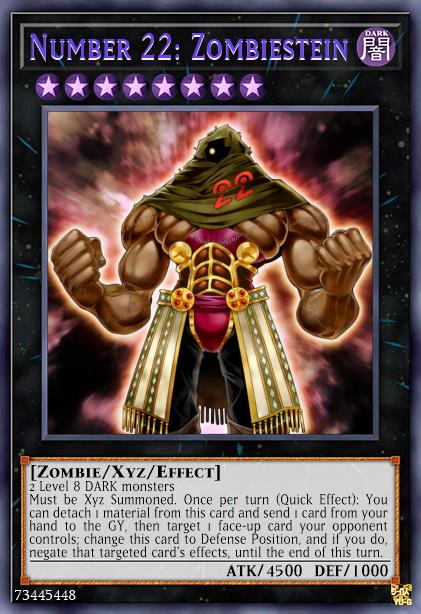 Number 22: Zombiestein
DARK
闇
22
[Zombie/Xyz/Effect]
2 Level 8 DARK monsters
Must be Xyz Summoned. Once per turn (Quick Effect): You
can detach 1 material from this card and send 1 card from your
hand to the GY, then target 1 face-up card your opponent
controls; change this card to Defense Position, and if you do,
negate that targeted card's effects, until the end of this turn.
ATK/4500 DEF/1000
73445448